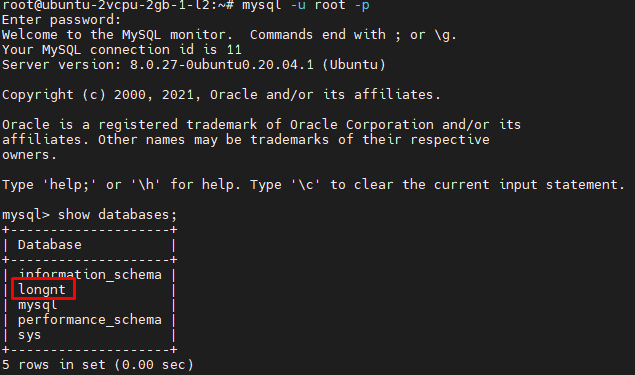 root@ubuntu-2vcpu-2gb-1-l2:~# mysql -u root -p
Enter password:
Welcome to the MySQL monitor.  Commands end with ; or \g.
Your MySQL connection id is 11
Server version: 8.0.27-0ubuntu0.20.04.1 (Ubuntu)

Copyright (c) 2000, 2021, Oracle and/or its affiliates.

Oracle is a registered trademark of Oracle Corporation and/or its
affiliates. Other names may be trademarks of their respective
owners.

Type 'help;' or '\h' for help. Type '\c' to clear the current input statement.

mysql> show databases;
+--------------------+
| Database           |
+--------------------+
| information_schema |
| longnt             |
| mysql              |
| performance_schema |
| sys                |
+--------------------+
5 rows in set (0.00 sec)